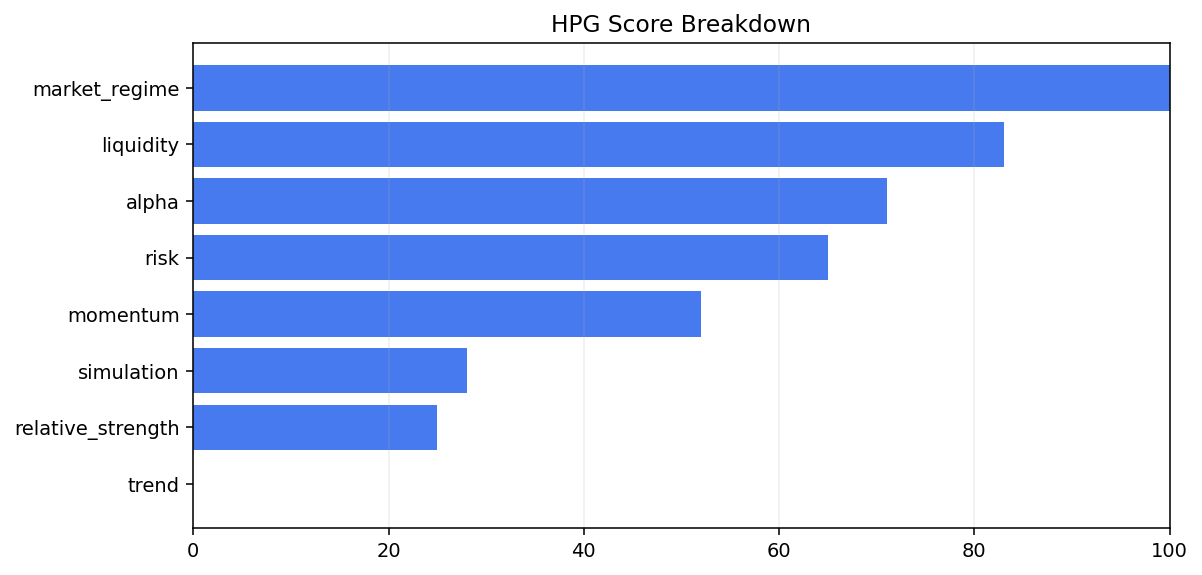 HPG Score Breakdown
market_regime
liquidity
alpha
risk
momentum
simulation
relative_strength
trend
0 20 40 60 80 100